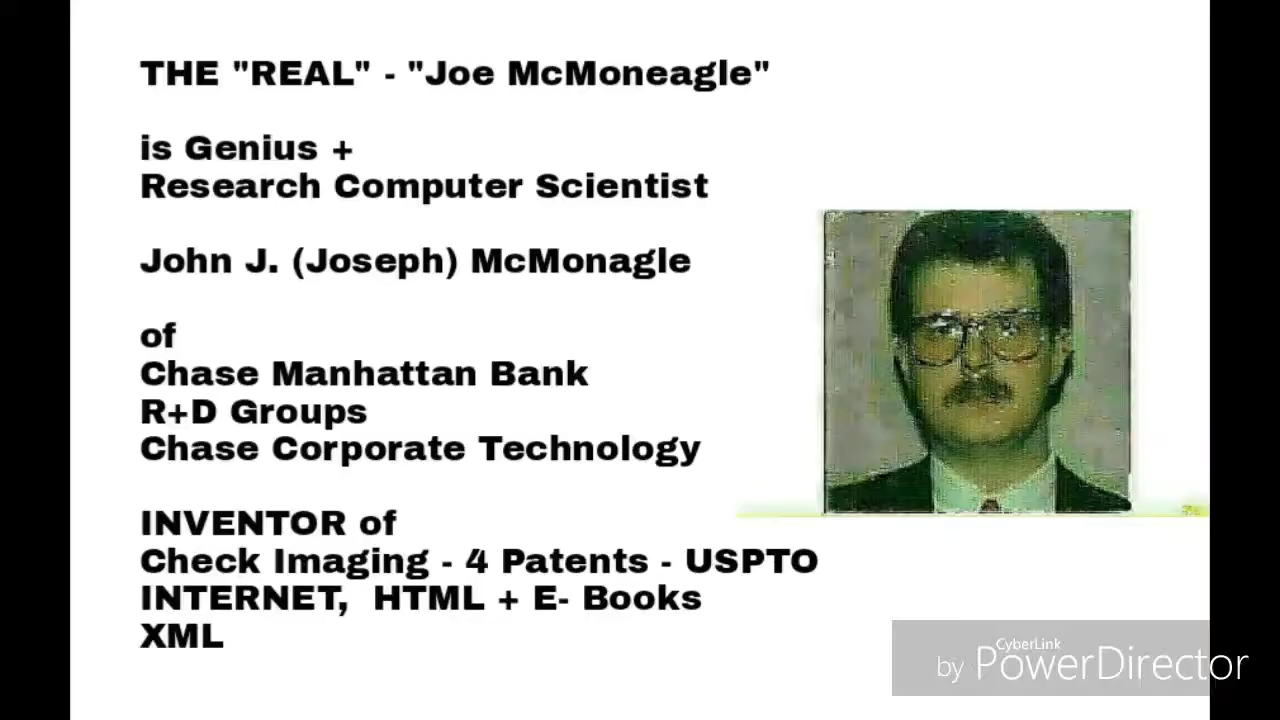 THE "REAL" - "Joe McMoneagle"
is Genius +
Research Computer Scientist
John J. (Joseph) McMonagle
of
Chase Manhattan Bank
R+D Groups
Chase Corporate Technology
INVENTOR of
Check Imaging - 4 Patents - USPTO
INTERNET, HTML + E- Books
XML
CyberLink
by PowerDirector